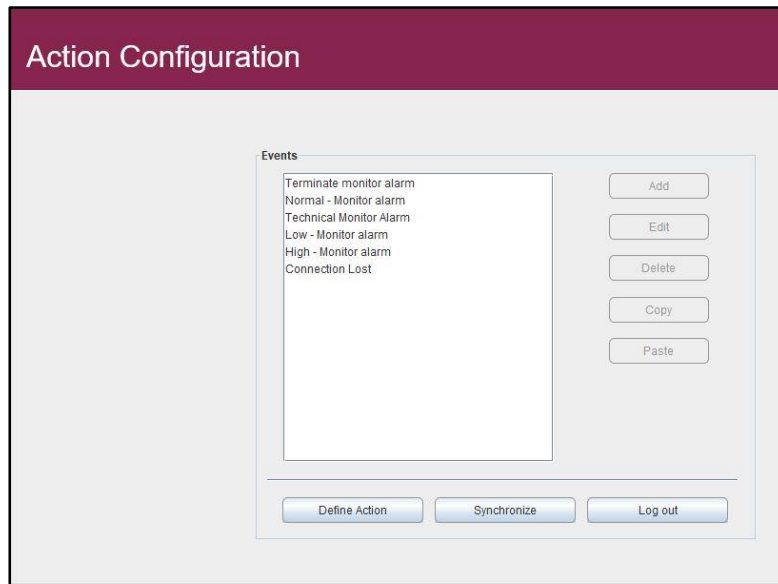 Action Configuration
Events
Terminate monitor alarm
Normal - Monitor alarm
Technical Monitor Alarm
Low - Monitor alarm
High - Monitor alarm
Connection Lost
Add
Edit
Delete
Copy
Paste
Define Action
Synchronize
Log out